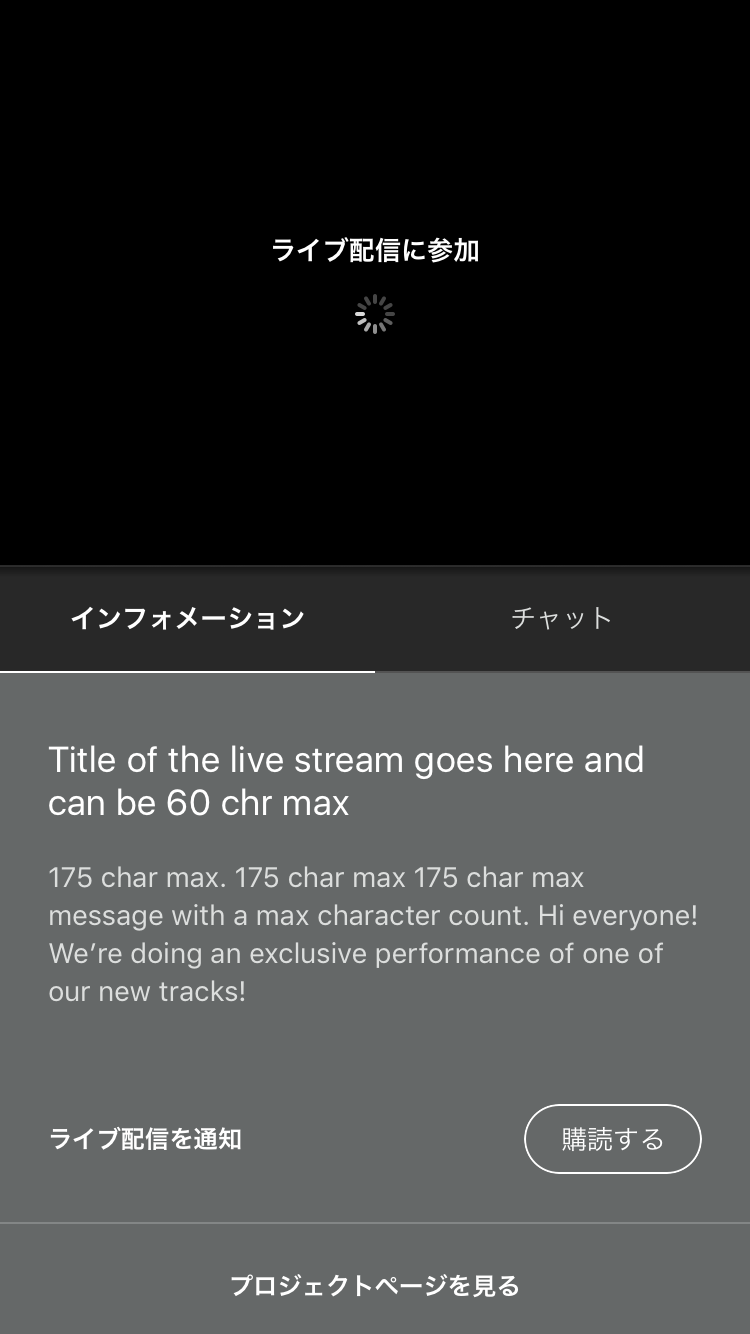 ライブ配信に参加
インフォメーション
チャット
Title of the live stream goes here and
can be 60 chr max
175 char max. 175 char max 175 char max
message with a max character count. Hi everyone!
We’re doing an exclusive performance of one of
our new tracks!
ライブ配信を通知
購読する
プロジェクトページを見る